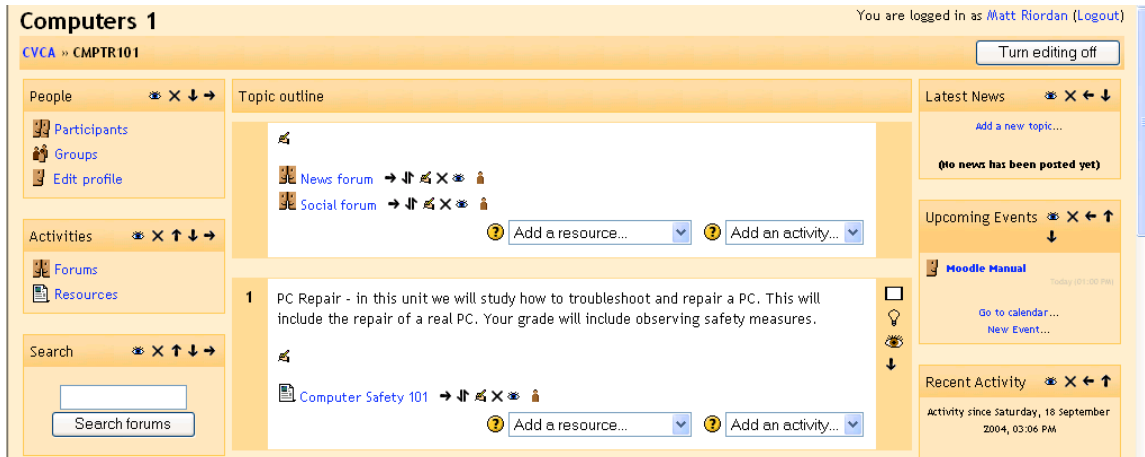 Computers 1
You are logged in as Matt Riordan (Logout)
CVCA » CMPTR101
Turn editing off
People
Participants
Groups
Edit profile
Activities
Forums
Resources
Search
Search forums
Topic outline
News forum
Social forum
Add a resource...
Add an activity...
1
PC Repair - in this unit we will study how to troubleshoot and repair a PC. This will
include the repair of a real PC. Your grade will include observing safety measures.
Computer Safety 101
Add a resource...
Add an activity...
Latest News
Add a new topic...
(No news has been posted yet)
Upcoming Events
Moodle Manual
Today (01:00 PM)
Go to calendar...
New Event...
Recent Activity
Activity since Saturday, 18 September
2004, 03:06 PM